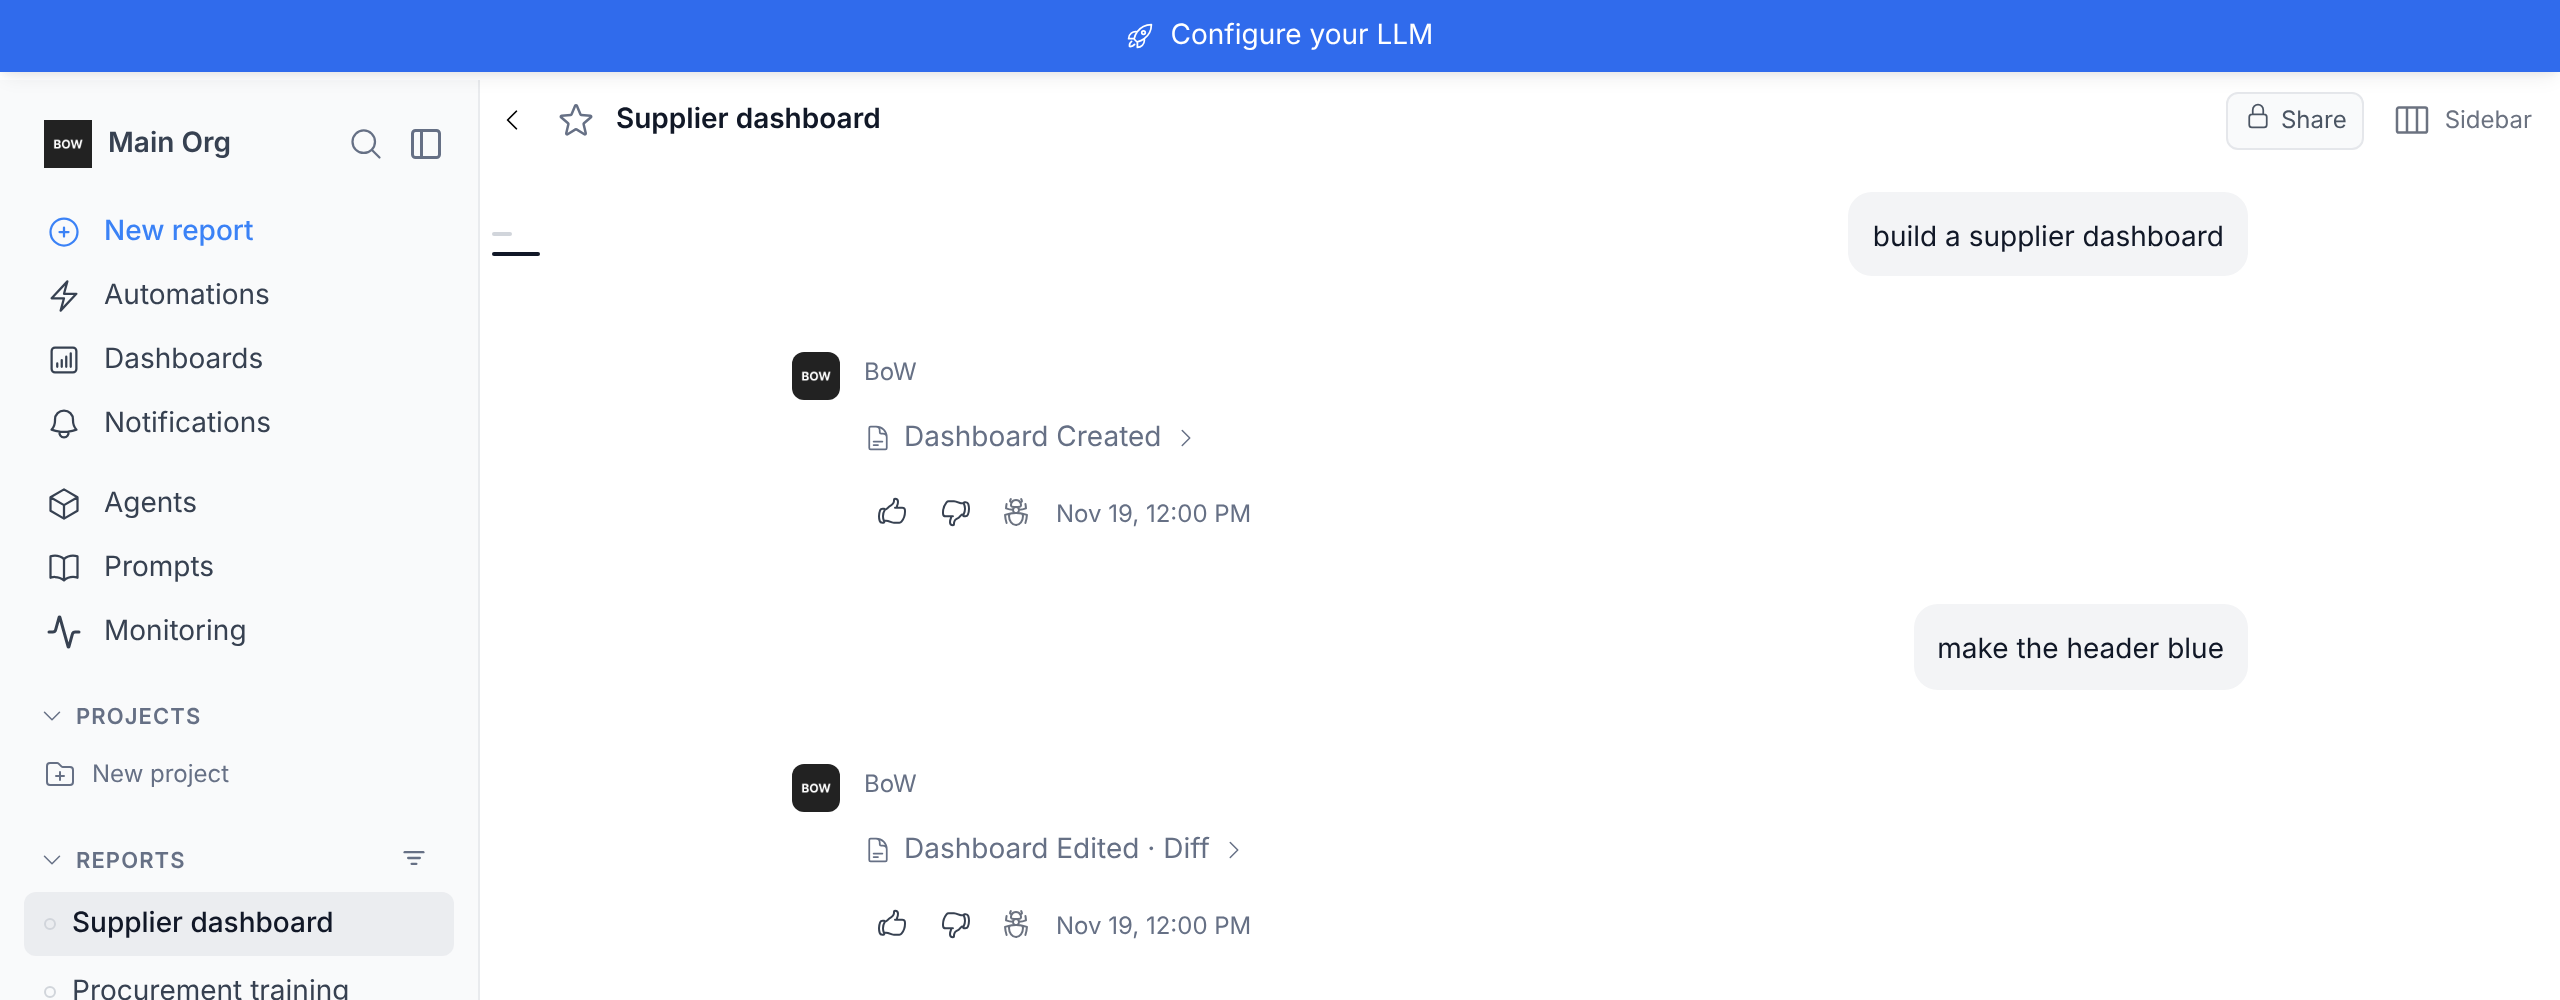 Configure your LLM
BOW
Main Org
New report
Automations
Dashboards
Notifications
Agents
Prompts
Monitoring
PROJECTS
New project
REPORTS
Supplier dashboard
Procurement training
Supplier dashboard
Share
Sidebar
build a supplier dashboard
BOW
BoW
Dashboard Created
Nov 19, 12:00 PM
make the header blue
BOW
BoW
Dashboard Edited · Diff
Nov 19, 12:00 PM